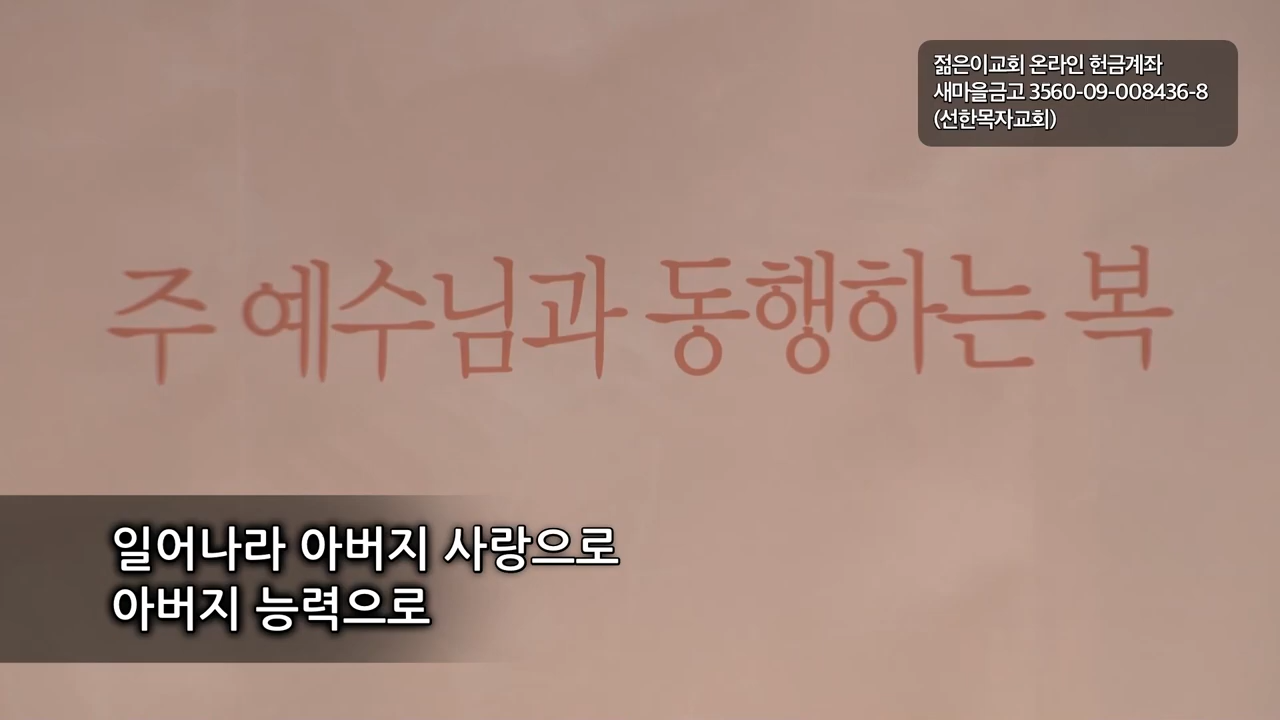 젊은이교회 온라인 헌금계좌
새마을금고 3560-09-008436-8
(선한목자교회)
주 예수님과 동행하는 복
일어나라 아버지 사랑으로
아버지 능력으로